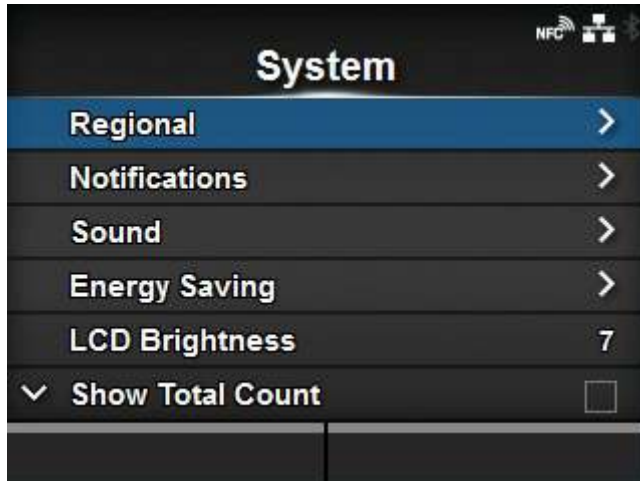 NFC
System
Regional
Notifications
Sound
Energy Saving
LCD Brightness 7
Show Total Count